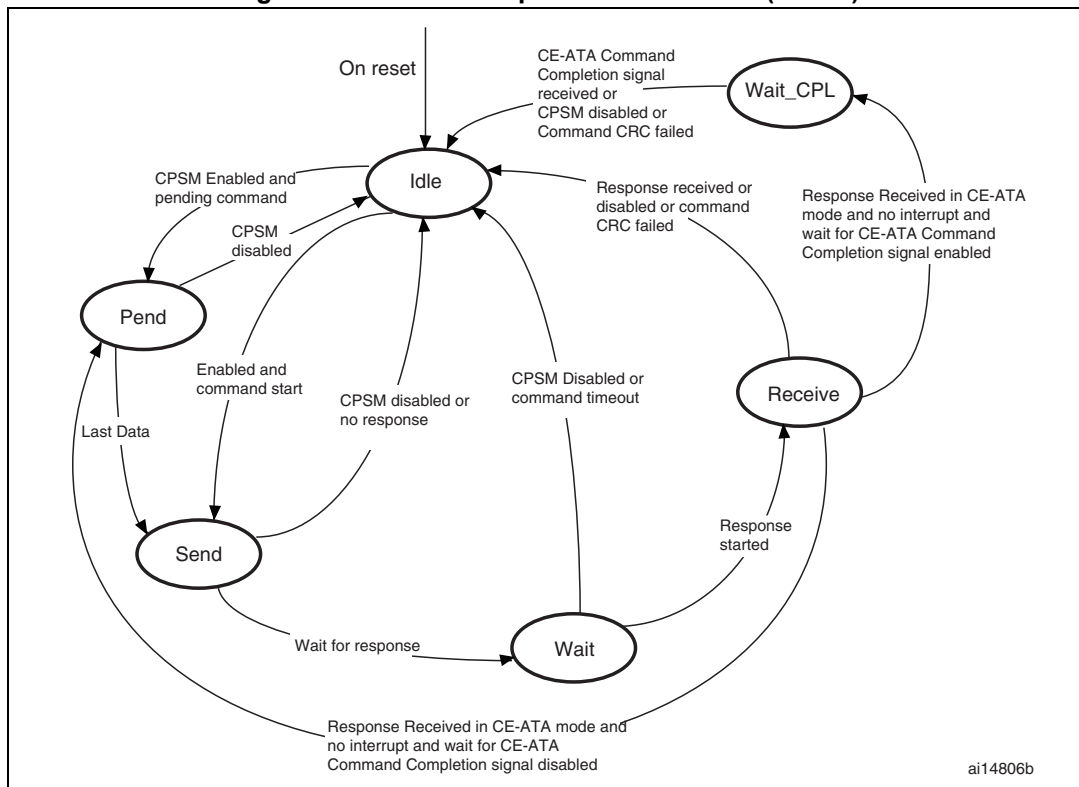 On reset
CE-ATA Command
Completion signal
received or
CPSM disabled or
Command CRC failed
Wait_CPL
Idle
CPSM Enabled and
pending command
CPSM
disabled
Response received or
disabled or command
CRC failed
Response Received in CE-ATA
mode and no interrupt and
wait for CE-ATA Command
Completion signal enabled
Pend
Enabled and
command start
CPSM disabled or
no response
CPSM Disabled or
command timeout
Receive
Last Data
Send
Response
started
Wait for response
Wait
Response Received in CE-ATA mode and
no interrupt and wait for CE-ATA
Command Completion signal disabled
ai14806b